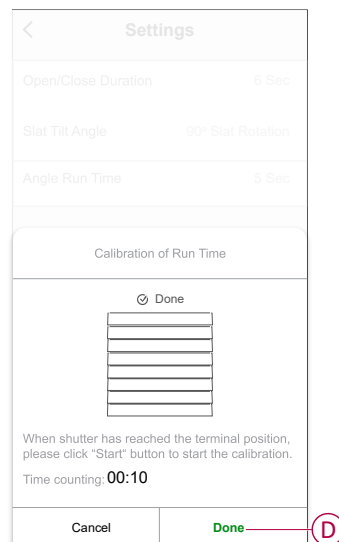 Settings
Open/Close Duration 6 Sec
Slat Tilt Angle 90° Slat Rotation
Angle Run Time 5 Sec
Calibration of Run Time
Done
When shutter has reached the terminal position,
please click "Start" button to start the calibration.
Time counting: 00:10
Cancel Done D